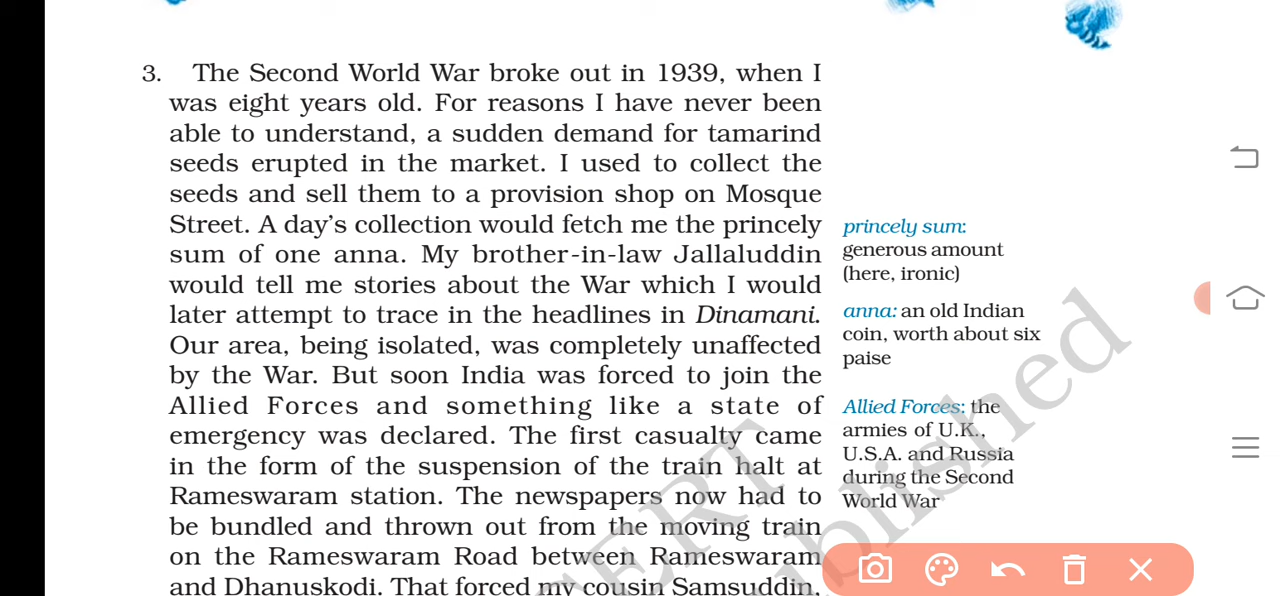 3. The Second World War broke out in 1939, when I
was eight years old. For reasons I have never been
able to understand, a sudden demand for tamarind
seeds erupted in the market. I used to collect the
seeds and sell them to a provision shop on Mosque
Street. A day's collection would fetch me the princely
sum of one anna. My brother-in-law Jallaluddin
would tell me stories about the War which I would
later attempt to trace in the headlines in Dinamani.
Our area, being isolated, was completely unaffected
by the War. But soon India was forced to join the
Allied Forces and something like a state of
emergency was declared. The first casualty came
in the form of the suspension of the train halt at
Rameswaram station. The newspapers now had to
be bundled and thrown out from the moving train
on the Rameswaram Road between Rameswaram
and Dhanuskodi. That forced my cousin Samsuddin,
princely sum:
generous amount
(here, ironic)
anna: an old Indian
coin, worth about six
paise
Allied Forces: the
armies of U.K.,
U.S.A. and Russia
during the Second
World War